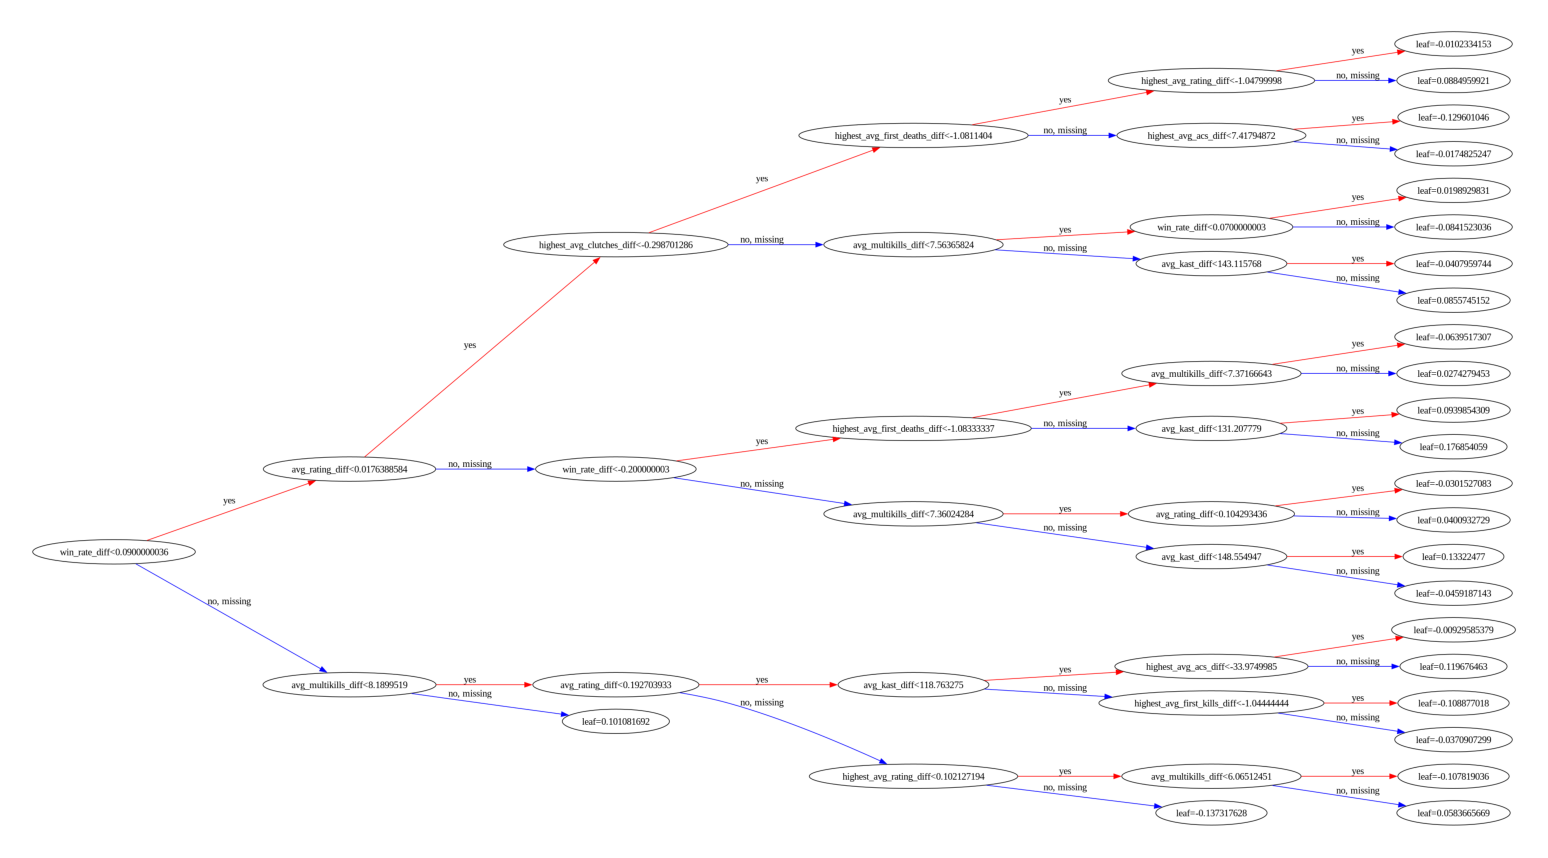 leaf=-0.0102334153
yes
highest_avg_rating_diff<-1.04799998
no, missing
leaf=0.0884959921
yes
leaf=-0.129601046
yes
highest_avg_first_deaths_diff<-1.0811404
no, missing
highest_avg_acs_diff<7.41794872
no, missing
leaf=-0.0174825247
yes
leaf=0.0198929831
yes
win_rate_diff<0.0700000003
no, missing
leaf=-0.0841523036
yes
highest_avg_clutches_diff<-0.298701286
no, missing
avg_multikills_diff<7.56365824
no, missing
avg_kast_diff<143.115768
yes
leaf=-0.0407959744
no, missing
leaf=0.0855745152
yes
yes
leaf=-0.0639517307
avg_multikills_diff<7.37166643
no, missing
leaf=0.0274279453
yes
yes
leaf=0.0939854309
highest_avg_first_deaths_diff<-1.08333337
no, missing
avg_kast_diff<131.207779
no, missing
leaf=0.176854059
yes
avg_rating_diff<0.0176388584
no, missing
win_rate_diff<-0.200000003
no, missing
yes
leaf=-0.0301527083
yes
avg_multikills_diff<7.36024284
yes
avg_rating_diff<0.104293436
no, missing
leaf=0.0400932729
no, missing
avg_kast_diff<148.554947
yes
leaf=0.13322477
no, missing
leaf=-0.0459187143
win_rate_diff<0.0900000036
no, missing
yes
leaf=-0.00929585379
yes
highest_avg_acs_diff<-33.9749985
no, missing
leaf=0.119676463
avg_multikills_diff<8.1899519
yes
avg_rating_diff<0.192703933
yes
avg_kast_diff<118.763275
no, missing
highest_avg_first_kills_diff<-1.04444444
yes
leaf=-0.108877018
no, missing
leaf=-0.0370907299
no, missing
leaf=0.101081692
no, missing
highest_avg_rating_diff<0.102127194
yes
avg_multikills_diff<6.06512451
yes
leaf=-0.107819036
no, missing
leaf=0.0583665669
no, missing
leaf=-0.137317628